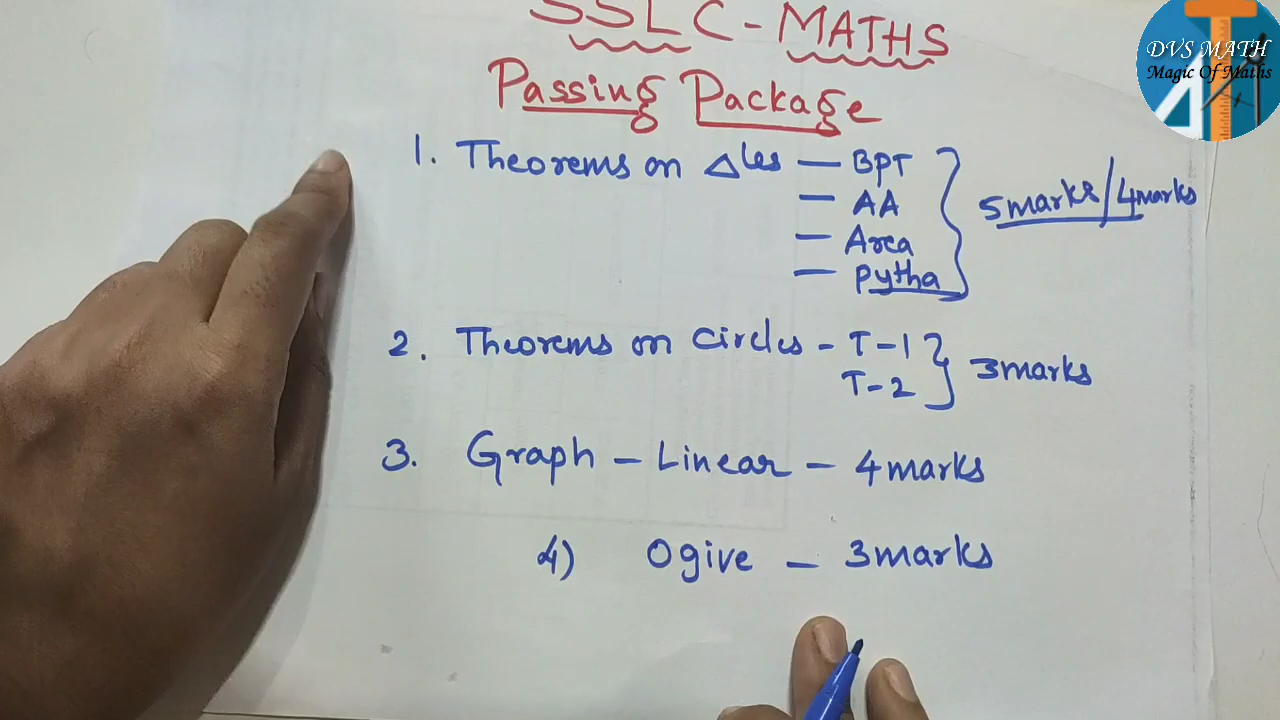 SSLC - MATHS
Passing Package
1. Theorems on △les — BPT
— AA
— Area
— Pytha
5marks/4marks
2. Theorems on Circles - T-1
T-2
3marks
3. Graph - Linear - 4marks
4) Ogive - 3marks
DVS MATH
Magic Of Maths